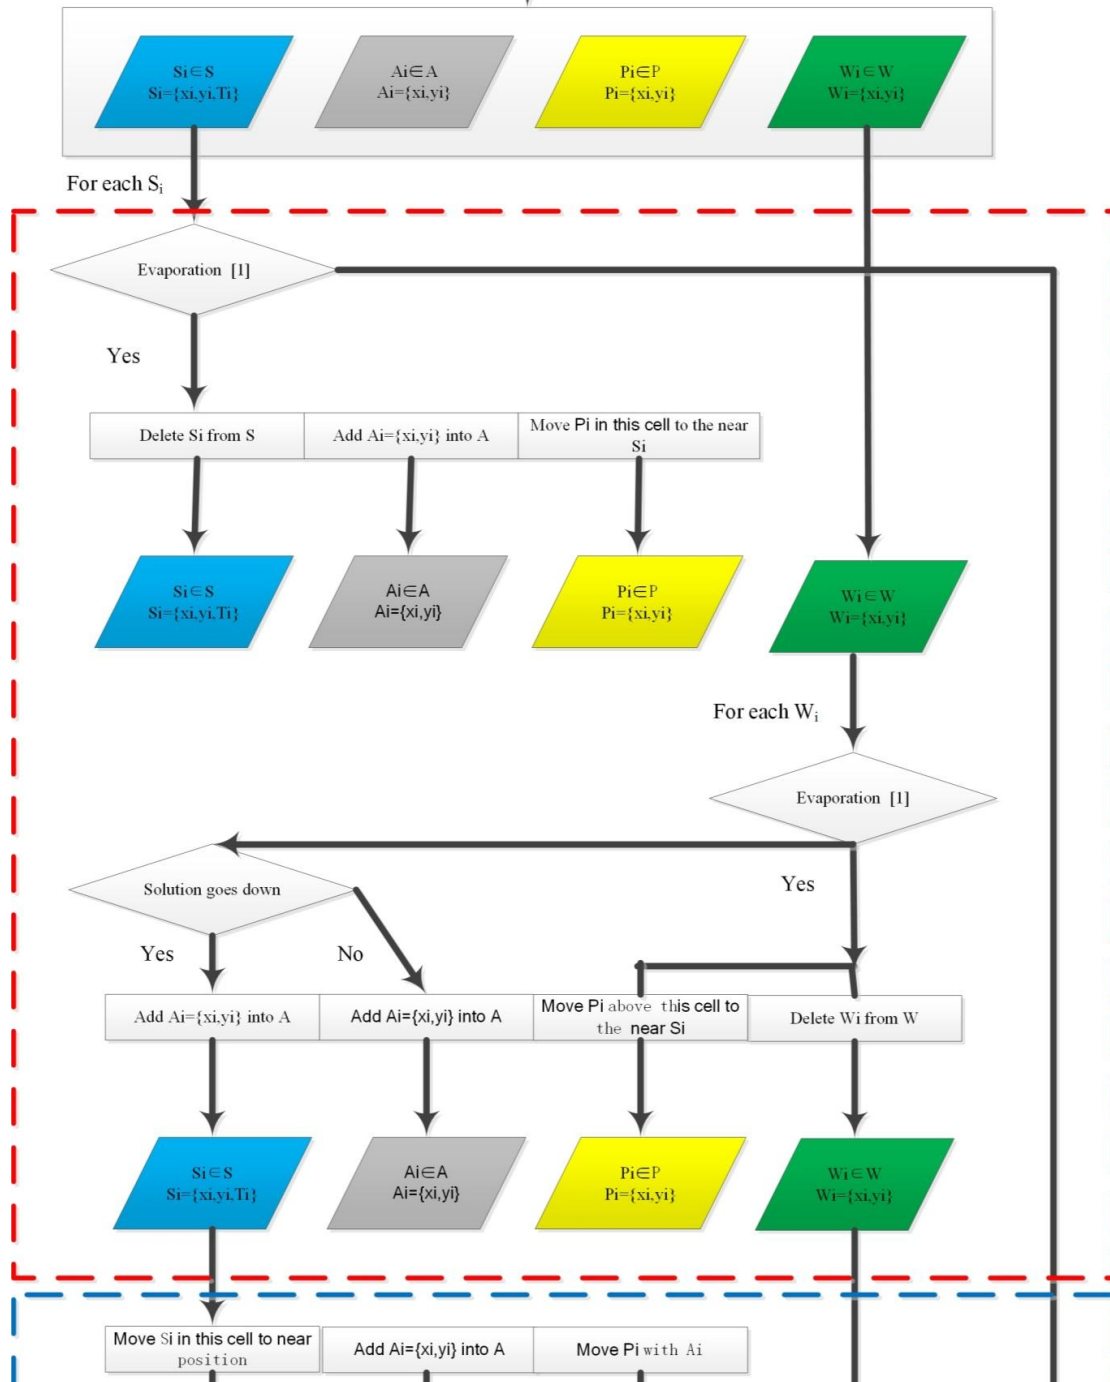 Si∈S
Si={xi,yi,Ti}
Ai∈A
Ai={xi,yi}
Pi∈P
Pi={xi,yi}
Wi∈W
Wi={xi,yi}
For each Si
Evaporation [1]
Yes
Delete Si from S
Add Ai={xi,yi} into A
Move Pi in this cell to the near
Si
Si∈S
Si={xi,yi,Ti}
Ai∈A
Ai={xi,yi}
Pi∈P
Pi={xi,yi}
Wi∈W
Wi={xi,yi}
For each Wi
Evaporation [1]
Solution goes down
Yes
Yes
No
Add Ai={xi,yi} into A
Add Ai={xi,yi} into A
Move Pi above this cell to
the near Si
Delete Wi from W
Si∈S
Si={xi,yi,Ti}
Ai∈A
Ai={xi,yi}
Pi∈P
Pi={xi,yi}
Wi∈W
Wi={xi,yi}
Move Si in this cell to near
position
Add Ai={xi,yi} into A
Move Pi with Ai